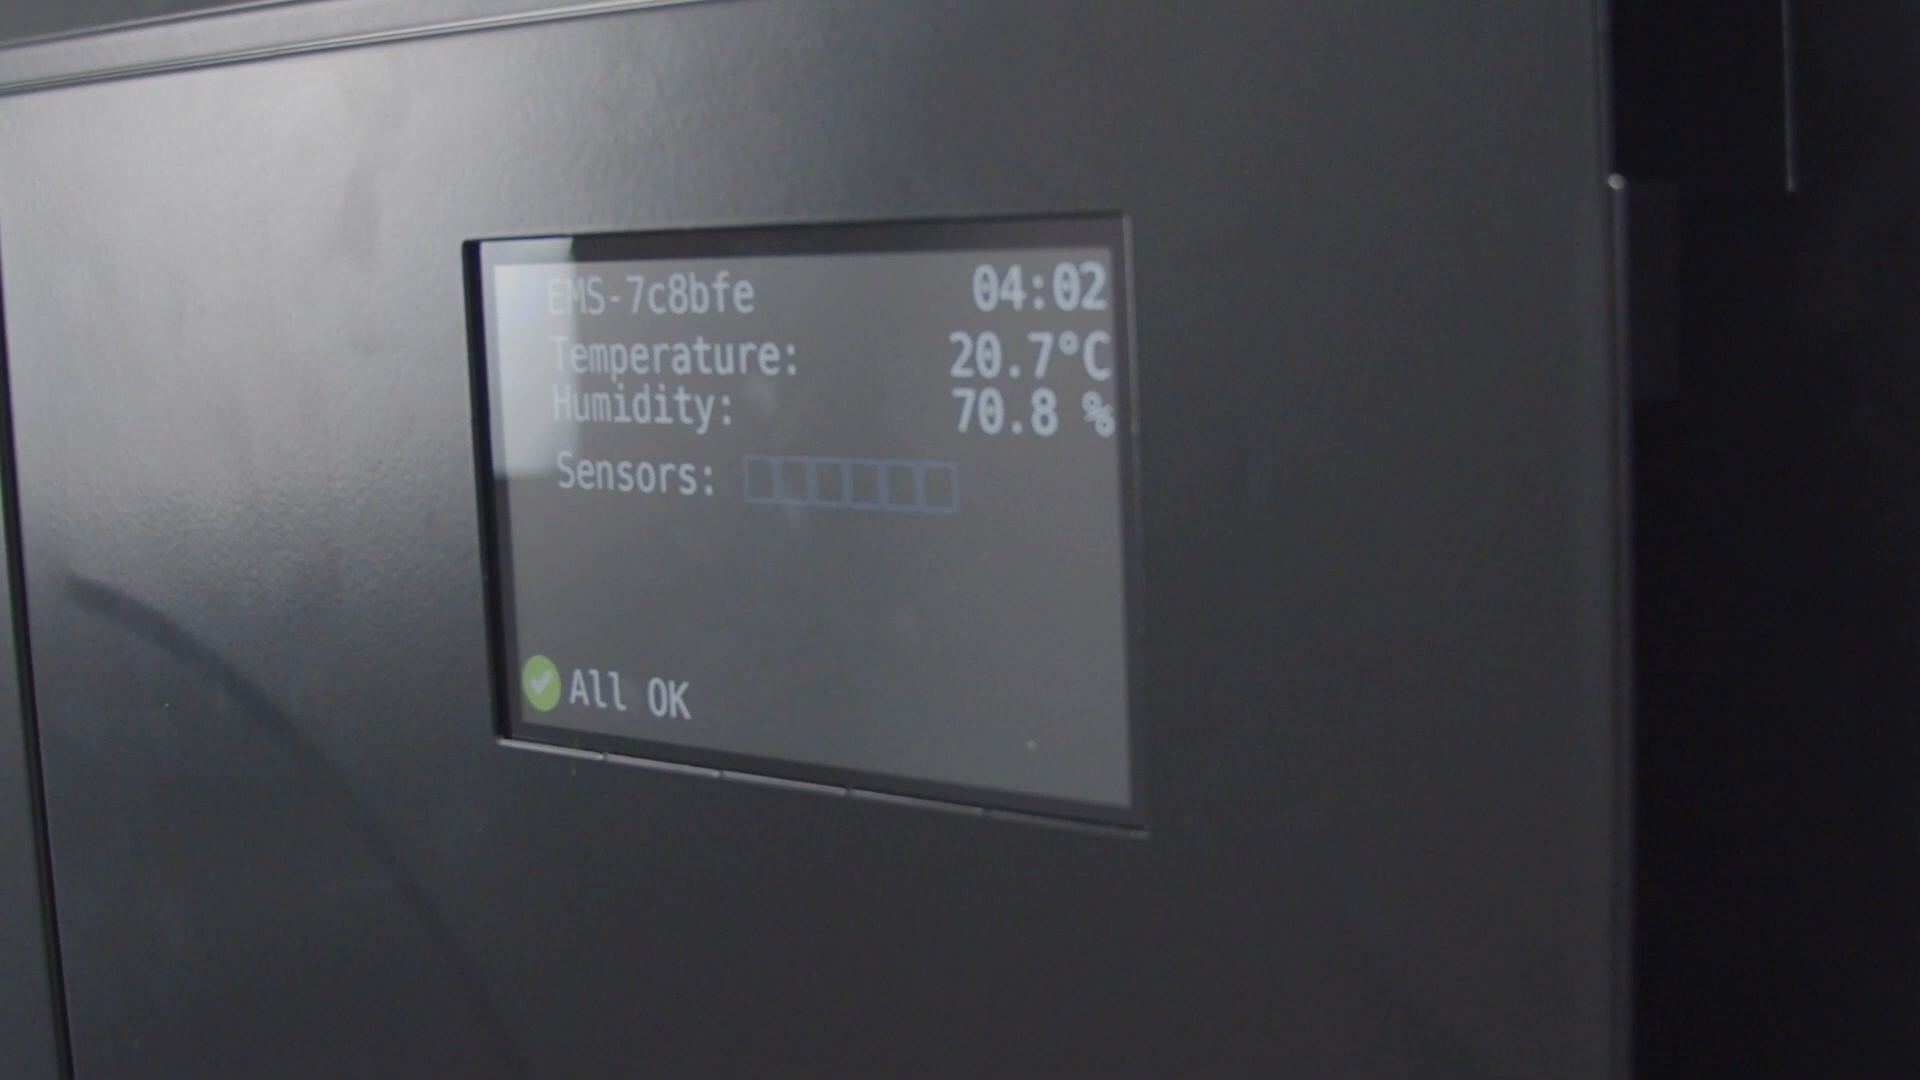 EMS-7c8bfe 04:02
Temperature: 20.7°C
Humidity: 70.8 %
Sensors:
All OK